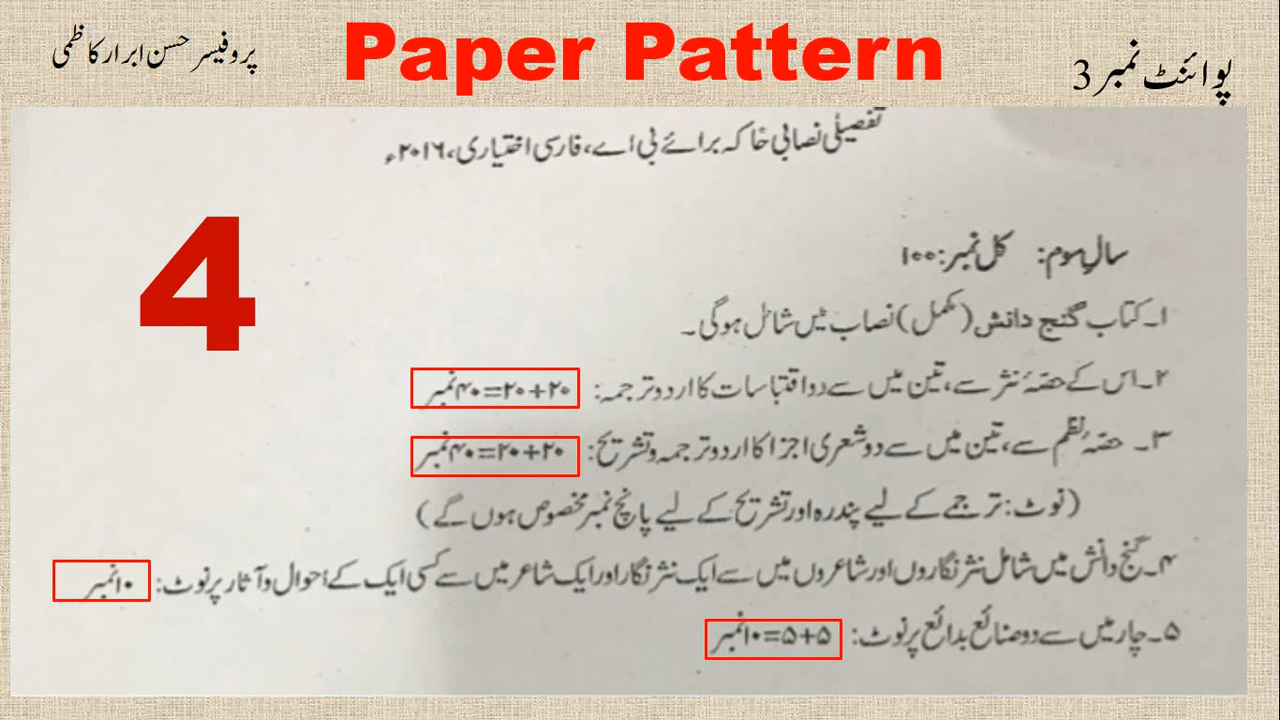 Paper Pattern
پوائنٹ نمبر 3
پروفیسر حسن ابرار کاظمی
تفصیلی نصابی خاکہ برائے بی اے، فارسی اختیاری، ۲۰۱۶ء
4
سالِ سوم: کل نمبر: ۱۰۰
۱۔ کتاب گنج دانش (مکمل) نصاب میں شامل ہوگی۔
۲۔ اس کے حصۂ نثر سے، تین میں سے دو اقتباسات کا اردو ترجمہ: ۲۰+۲۰=۴۰ نمبر
۳۔ حصۂ نظم سے، تین میں سے دو شعری اجزا کا اردو ترجمہ و تشریح: ۲۰+۲۰=۴۰ نمبر
(نوٹ: ترجمے کے لیے پندرہ اور تشریح کے لیے پانچ نمبر مخصوص ہوں گے)
۴۔ گنج دانش میں شامل نثر نگاروں اور شاعروں میں سے ایک نثر نگار اور ایک شاعر میں سے کسی ایک کے احوال و آثار پر نوٹ: ۱۰ نمبر
۵۔ چار میں سے دو صنائع بدائع پر نوٹ: ۵+۵=۱۰ نمبر